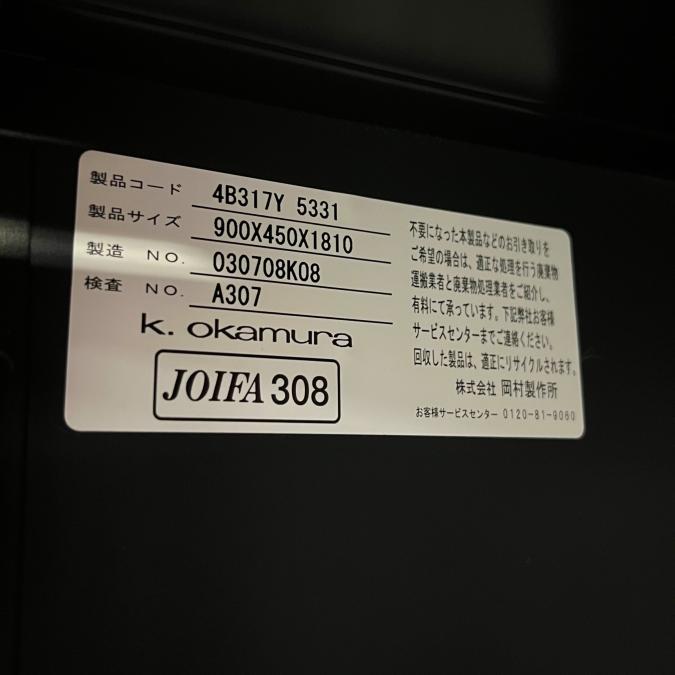 製品コード 4B317Y 5331
製品サイズ 900X450X1810
製造 NO. 030708K08
検査 NO. A307
k. okamura
JOIFA 308
不要になった本製品などのお引き取りを
ご希望の場合は、適正な処理を行う廃棄物
運搬業者と廃棄物処理業者をご紹介し、
有料にて承っています。下記弊社お客様
サービスセンターまでご連絡ください。
回収した製品は、適正にリサイクルされます。
株式会社 岡村製作所
お客様サービスセンター 0120-81-9060